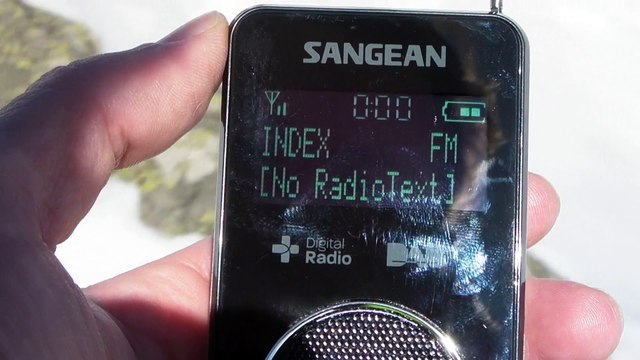 SANGEAN
0:00
INDEX FM
[No RadioText]
Digital
Radio